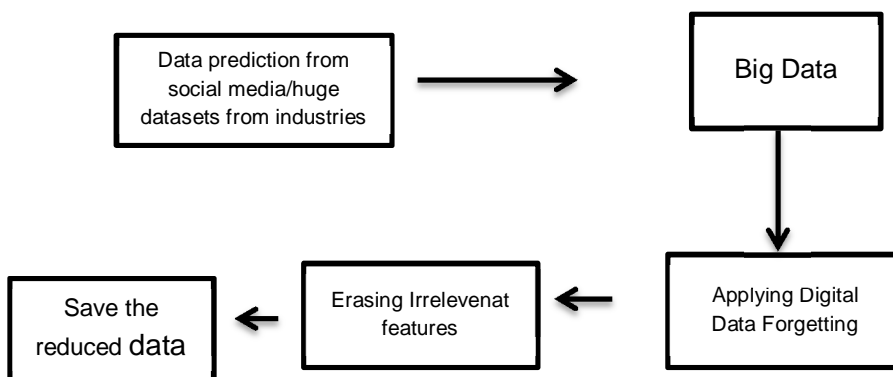 Data prediction from
social media/huge
datasets from industries
Big Data
Applying Digital
Data Forgetting
Erasing Irrelevenat
features
Save the
reduced data